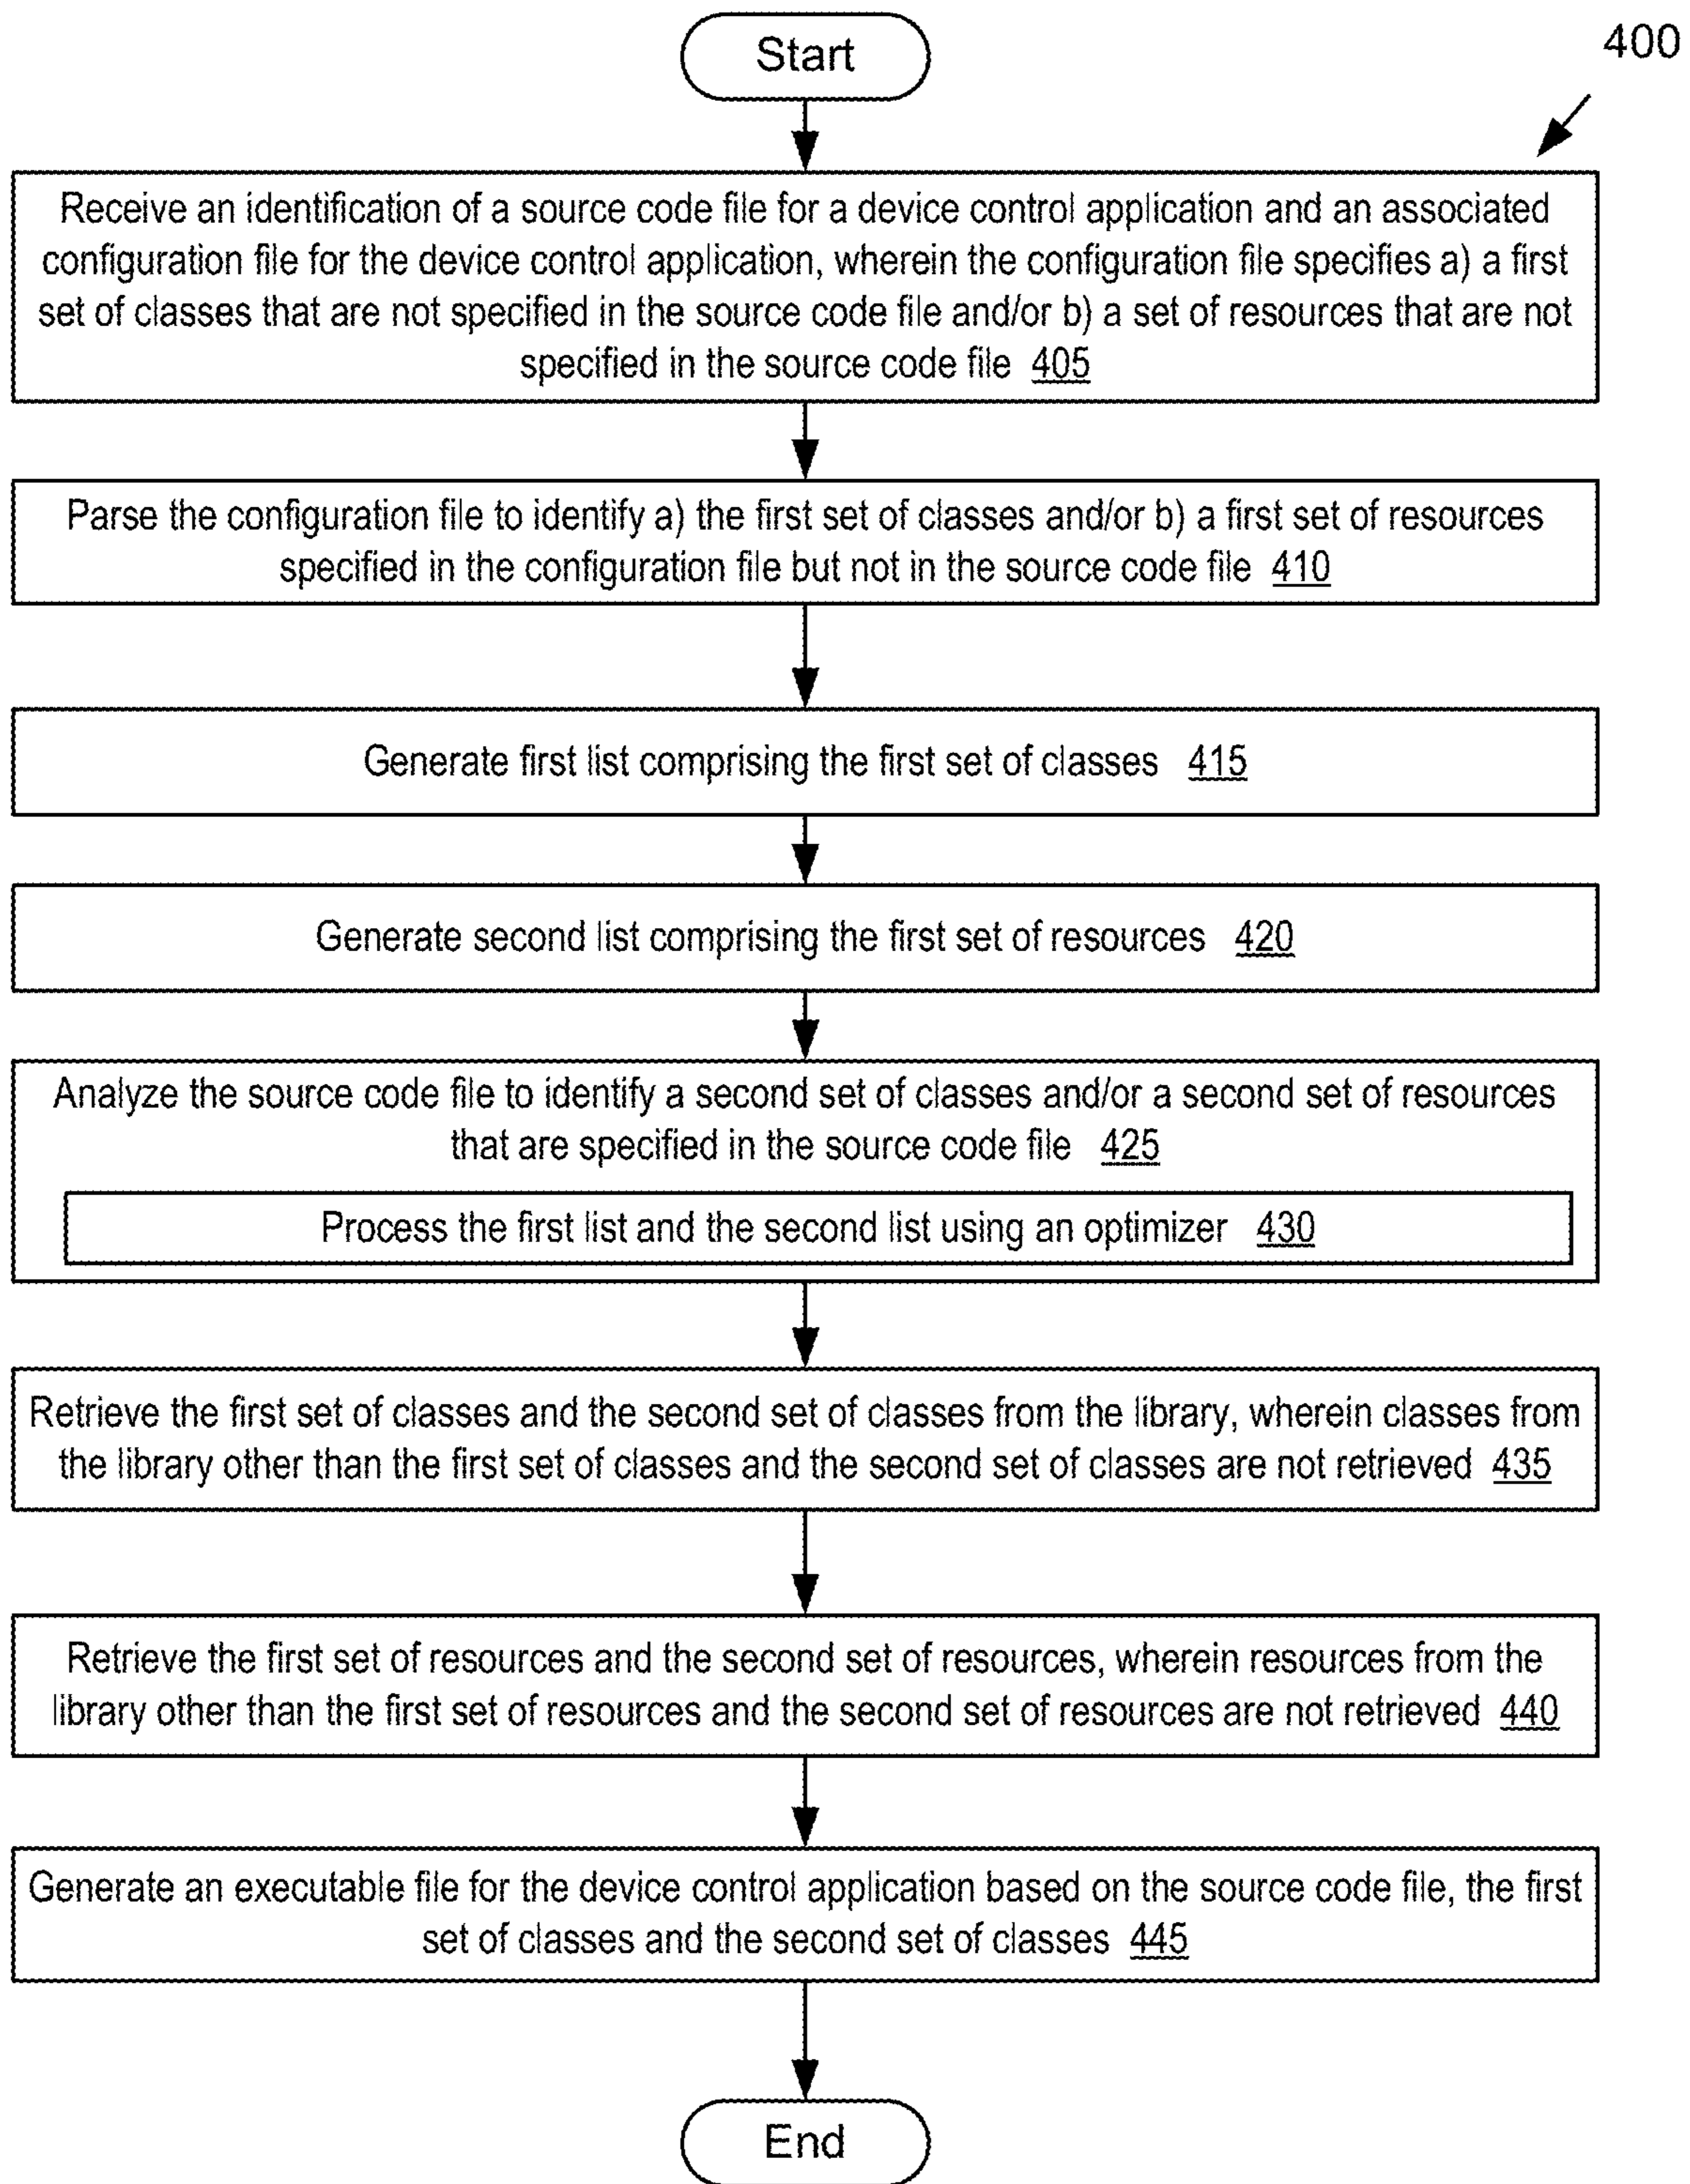 Start
400
Receive an identification of a source code file for a device control application and an associated
configuration file for the device control application, wherein the configuration file specifies a) a first
set of classes that are not specified in the source code file and/or b) a set of resources that are not
specified in the source code file 405
Parse the configuration file to identify a) the first set of classes and/or b) a first set of resources
specified in the configuration file but not in the source code file 410
Generate first list comprising the first set of classes 415
Generate second list comprising the first set of resources 420
Analyze the source code file to identify a second set of classes and/or a second set of resources
that are specified in the source code file 425
Process the first list and the second list using an optimizer 430
Retrieve the first set of classes and the second set of classes from the library, wherein classes from
the library other than the first set of classes and the second set of classes are not retrieved 435
Retrieve the first set of resources and the second set of resources, wherein resources from the
library other than the first set of resources and the second set of resources are not retrieved 440
Generate an executable file for the device control application based on the source code file, the first
set of classes and the second set of classes 445
End